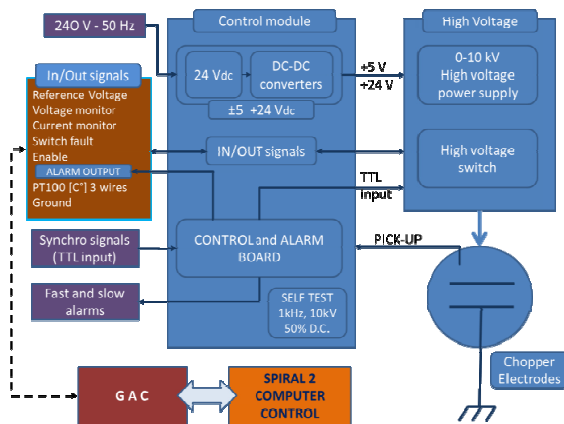 240 V - 50 Hz
Control module
High Voltage
In/Out signals
Reference Voltage
Voltage monitor
Current monitor
Switch fault
Enable
ALARM OUTPUT
PT100 [C°] 3 wires
Ground
24 Vdc
DC-DC
converters
±5 +24 Vdc
+5 V
+24 V
0-10 kV
High voltage
power supply
IN/OUT signals
High voltage
switch
TTL
input
Synchro signals
(TTL input)
CONTROL and ALARM
BOARD
PICK-UP
Fast and slow
alarms
SELF TEST
1kHz, 10kV
50% D.C.
Chopper
Electrodes
G A C
SPIRAL 2
COMPUTER
CONTROL